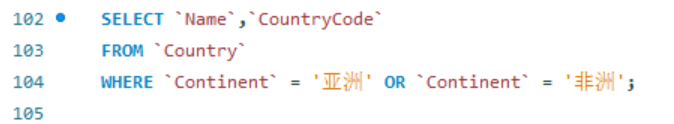 102 SELECT `Name`,`CountryCode`
103 FROM `Country`
104 WHERE `Continent` = '亚洲' OR `Continent` = '非洲';
105